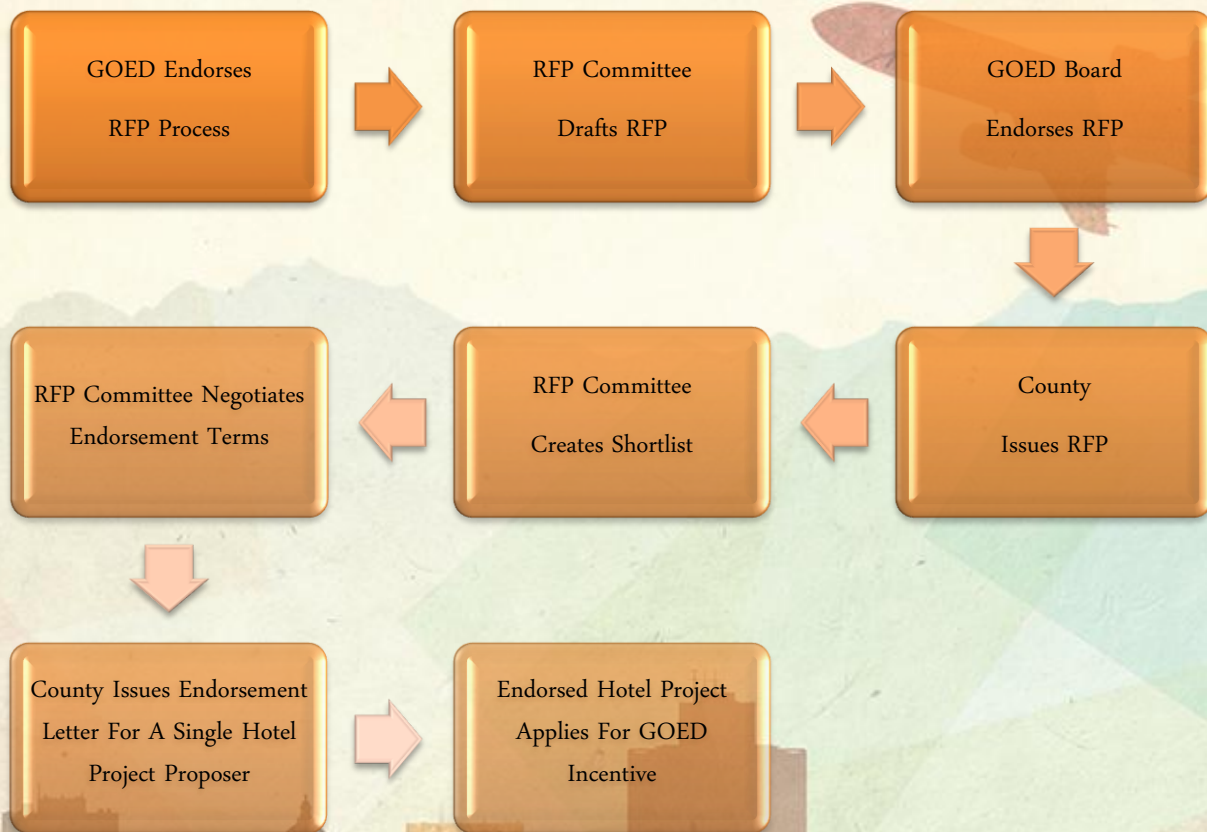 GOED Endorses
RFP Process
RFP Committee
Drafts RFP
GOED Board
Endorses RFP
County
Issues RFP
RFP Committee
Creates Shortlist
RFP Committee Negotiates
Endorsement Terms
County Issues Endorsement
Letter For A Single Hotel
Project Proposer
Endorsed Hotel Project
Applies For GOED
Incentive